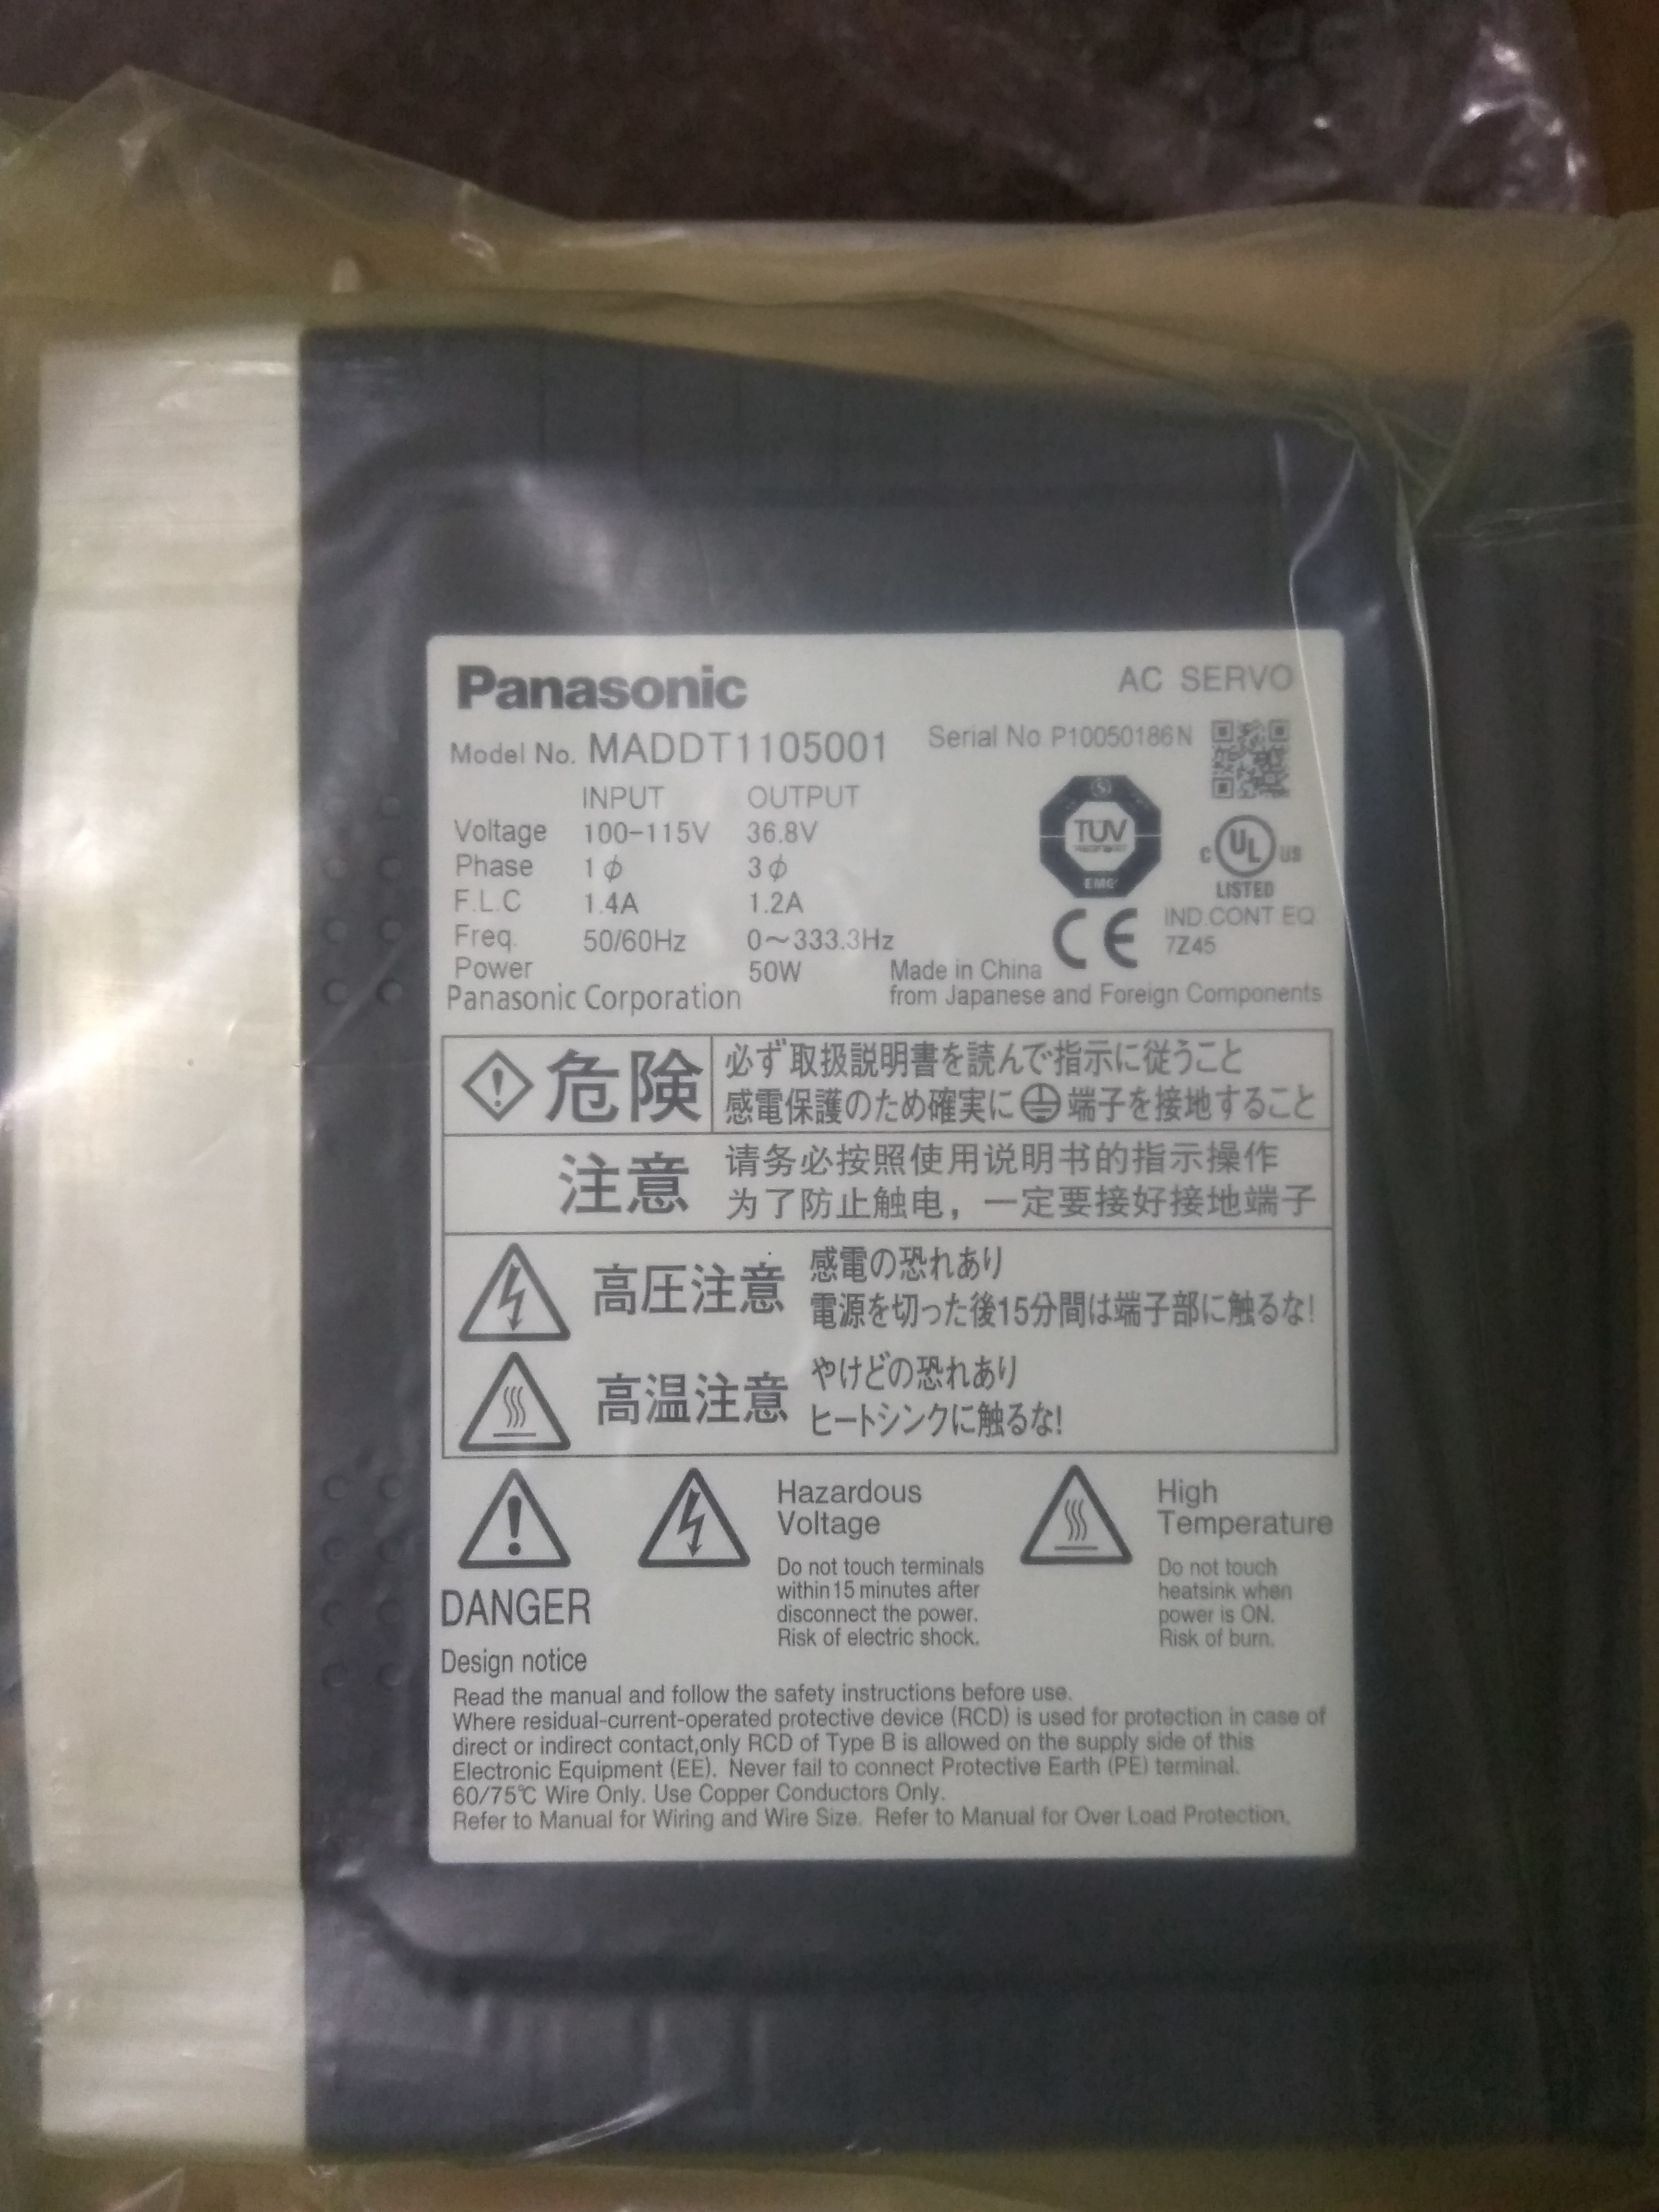 Panasonic
AC SERVO
Model No. MADDT1105001
Serial No P10050186N
INPUT OUTPUT
Voltage 100-115V 36.8V
Phase 1ϕ 3ϕ
F.L.C 1.4A 1.2A
Freq. 50/60Hz 0～333.3Hz
Power 50W
Panasonic Corporation
TÜV
EMC
C UL US
LISTED
IND.CONT EQ
7Z45
CE
Made in China
from Japanese and Foreign Components
危険
必ず取扱説明書を読んで指示に従うこと
感電保護のため確実に端子を接地すること
注意
请务必按照使用说明书的指示操作
为了防止触电，一定要接好接地端子
高圧注意
感電の恐れあり
電源を切った後15分間は端子部に触るな!
高温注意
やけどの恐れあり
ヒートシンクに触るな!
DANGER
Hazardous
Voltage
Do not touch terminals
within 15 minutes after
disconnect the power.
Risk of electric shock.
High
Temperature
Do not touch
heatsink when
power is ON.
Risk of burn.
Design notice
Read the manual and follow the safety instructions before use.
Where residual-current-operated protective device (RCD) is used for protection in case of
direct or indirect contact,only RCD of Type B is allowed on the supply side of this
Electronic Equipment (EE). Never fail to connect Protective Earth (PE) terminal.
60/75℃ Wire Only. Use Copper Conductors Only.
Refer to Manual for Wiring and Wire Size. Refer to Manual for Over Load Protection.